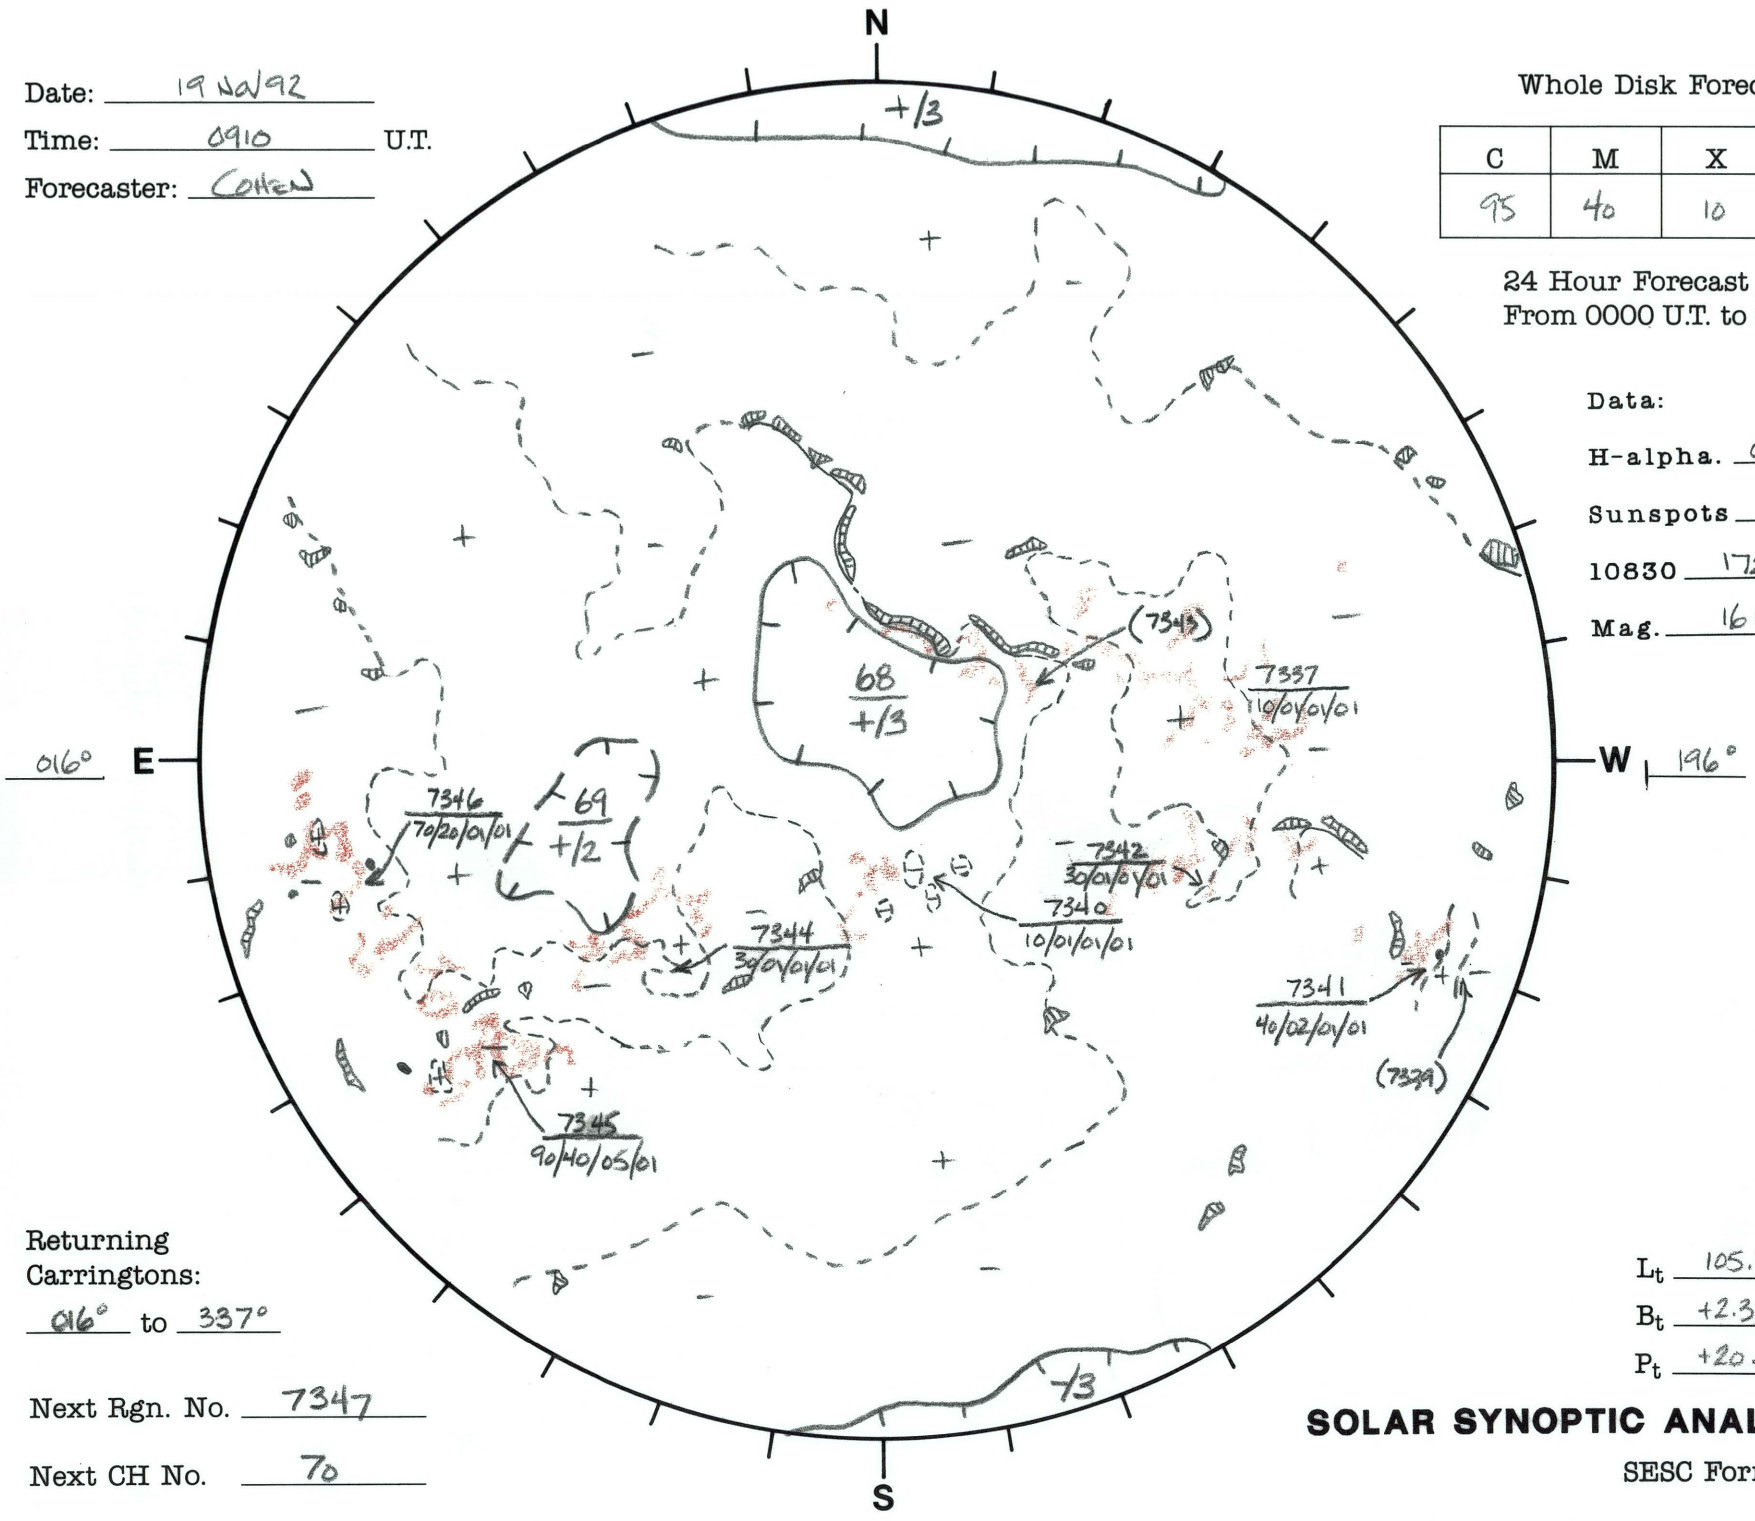 N
Date: 19 Nov/92
Time: 0910 U.T.
Forecaster: COHEN
Whole Disk Forec
C M X
95 40 10
24 Hour Forecast
From 0000 U.T. to
Data:
H-alpha.
Sunspots
10830 172
Mag. 16
+/3
68
+/3
(7343)
7337
10/01/01/01
016°
E
W
196°
7346
70/20/01/01
69
+/2
7342
30/01/01/01
7340
10/01/01/01
7344
30/01/01/01
7341
40/02/01/01
(7339)
7345
90/40/05/01
Returning
Carringtons:
016° to 337°
Next Rgn. No. 7347
Next CH No. 70
-/3
S
Lt 105.
Bt +2.3
Pt +20.
SOLAR SYNOPTIC ANAL
SESC For